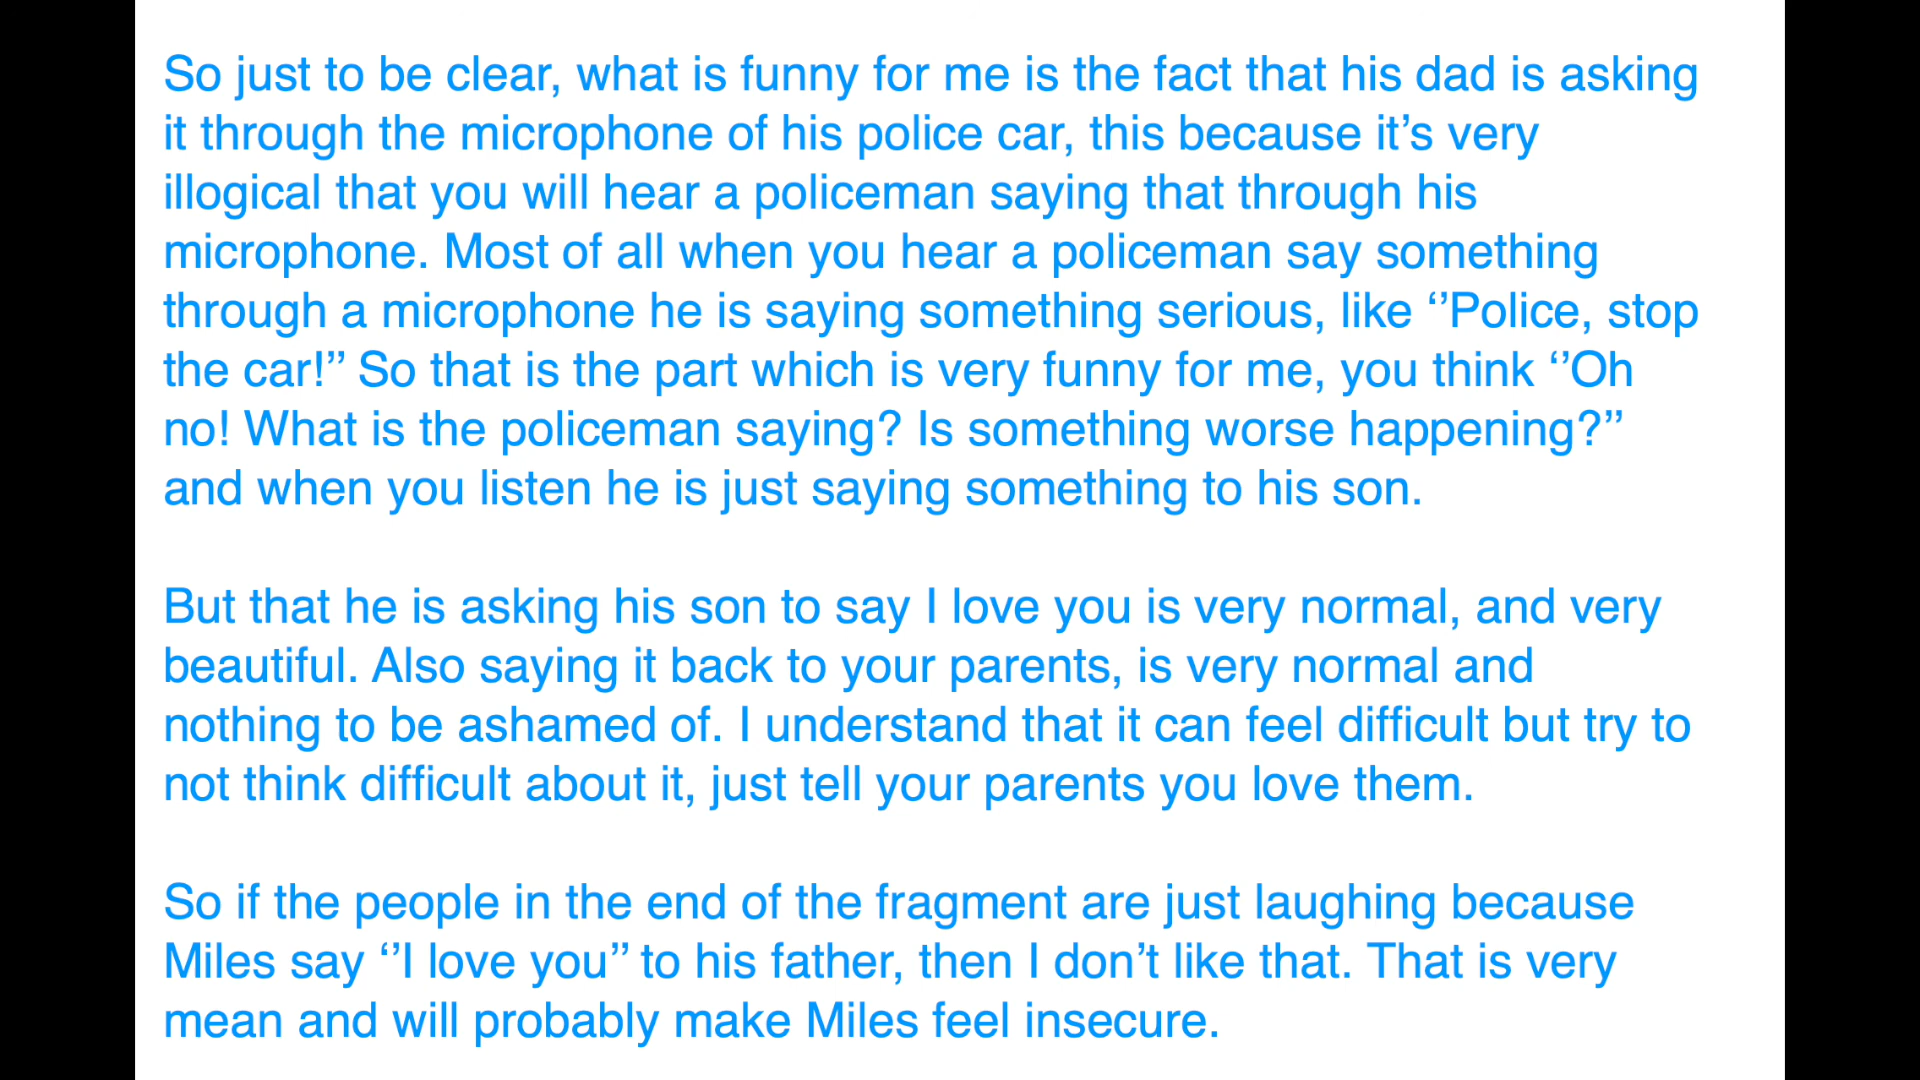 So just to be clear, what is funny for me is the fact that his dad is asking
it through the microphone of his police car, this because it’s very
illogical that you will hear a policeman saying that through his
microphone. Most of all when you hear a policeman say something
through a microphone he is saying something serious, like ‘’Police, stop
the car!’’ So that is the part which is very funny for me, you think ‘’Oh
no! What is the policeman saying? Is something worse happening?’’
and when you listen he is just saying something to his son.
But that he is asking his son to say I love you is very normal, and very
beautiful. Also saying it back to your parents, is very normal and
nothing to be ashamed of. I understand that it can feel difficult but try to
not think difficult about it, just tell your parents you love them.
So if the people in the end of the fragment are just laughing because
Miles say ‘’I love you’’ to his father, then I don’t like that. That is very
mean and will probably make Miles feel insecure.